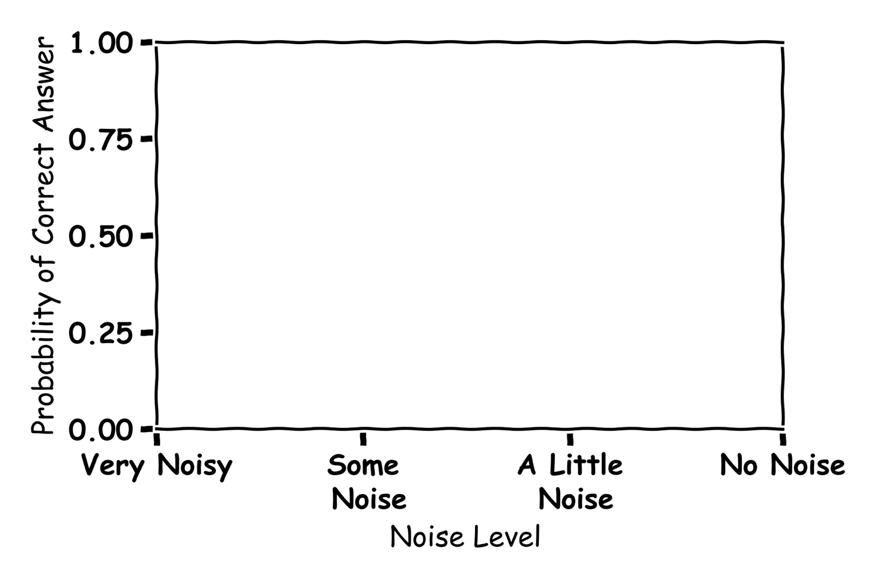 Probability of Correct Answer
1.00
0.75
0.50
0.25
0.00
Very Noisy
Some
Noise
A Little
Noise
No Noise
Noise Level